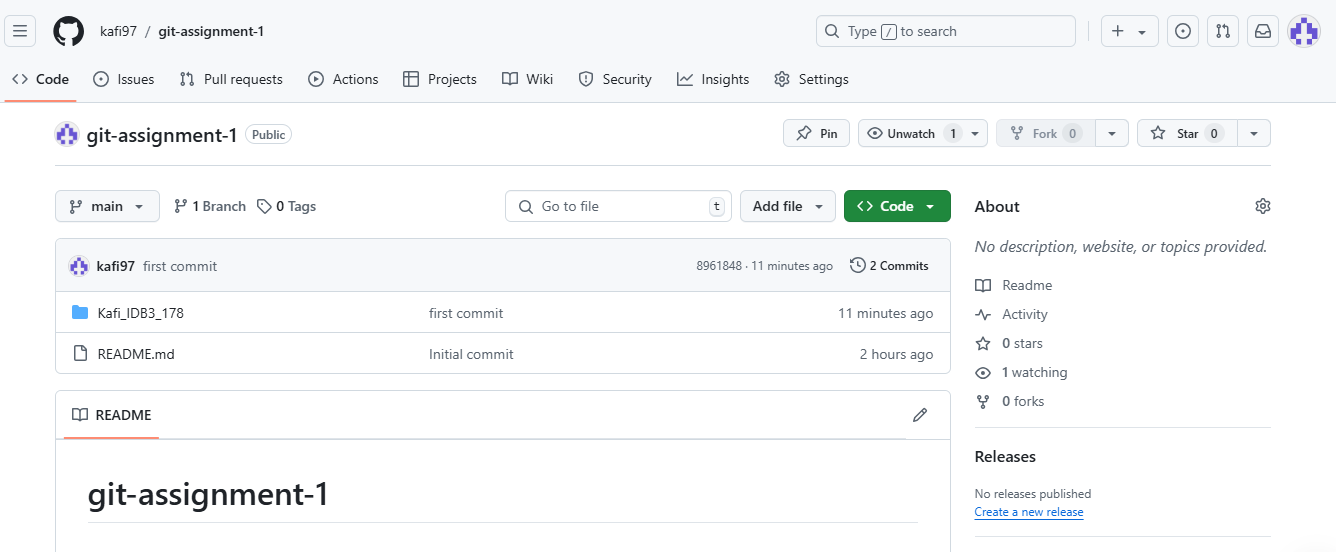 kafi97 / git-assignment-1
Type / to search
Code Issues Pull requests Actions Projects Wiki Security Insights Settings
git-assignment-1 Public
Pin Unwatch 1 Fork 0 Star 0
main 1 Branch 0 Tags Go to file t Add file Code
kafi97 first commit 8961848 · 11 minutes ago 2 Commits
Kafi_IDB3_178 first commit 11 minutes ago
README.md Initial commit 2 hours ago
README
git-assignment-1
About
No description, website, or topics provided.
Readme
Activity
0 stars
1 watching
0 forks
Releases
No releases published
Create a new release